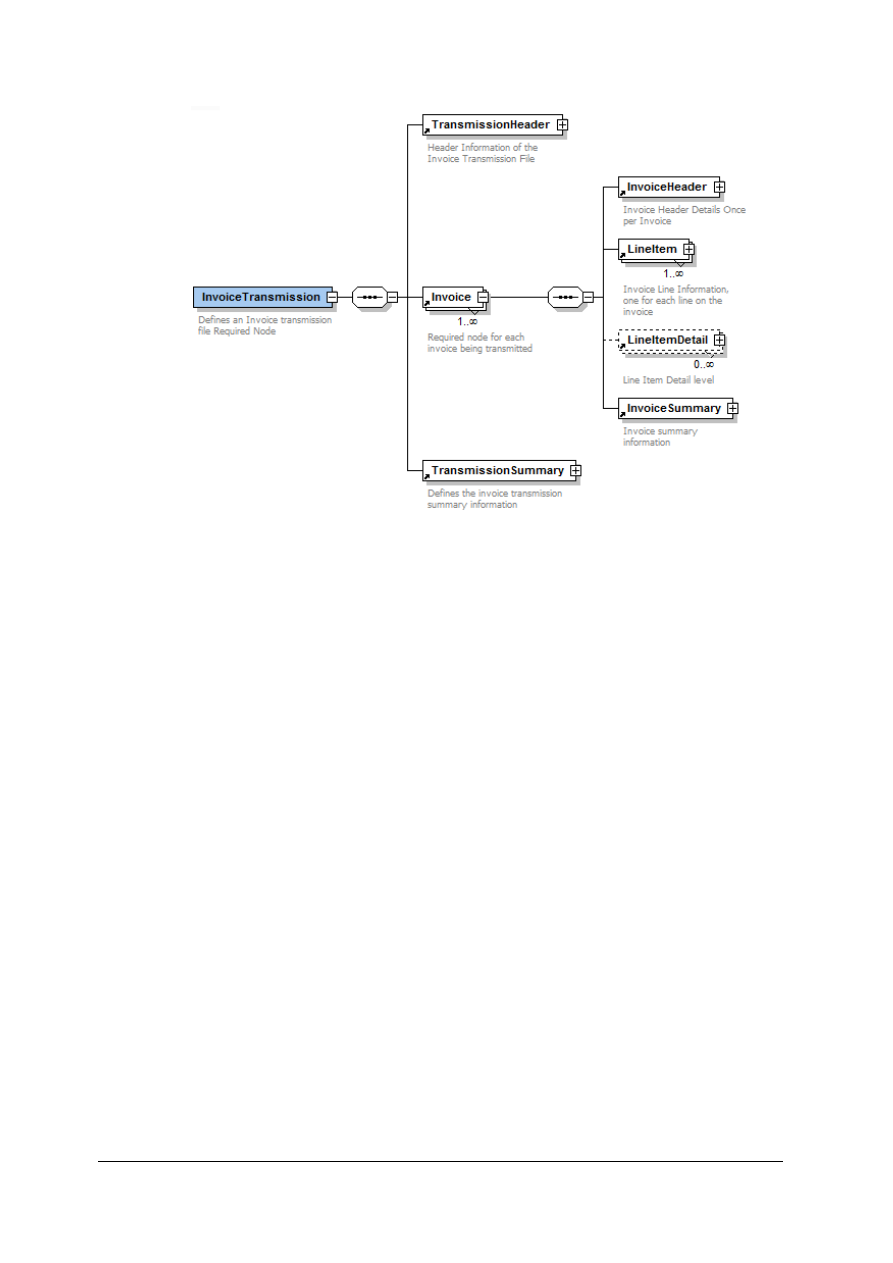 TransmissionHeader
Header Information of the
Invoice Transmission File
InvoiceHeader
Invoice Header Details Once
per Invoice
LineItem
1..∞
Invoice Line Information,
one for each line on the
invoice
InvoiceTransmission
Defines an Invoice transmission
file Required Node
Invoice
1..∞
Required node for each
invoice being transmitted
LineItemDetail
0..∞
Line Item Detail level
InvoiceSummary
Invoice summary
information
TransmissionSummary
Defines the invoice transmission
summary information